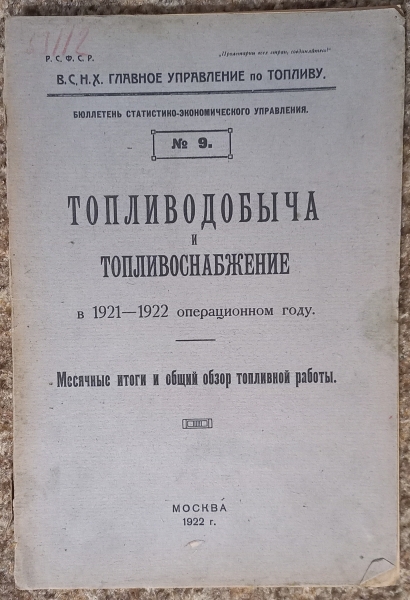 51112
Р. С. Ф. С. Р. „Пролетарии всех стран, соединяйтесь!"
В. С. Н. Х. ГЛАВНОЕ УПРАВЛЕНИЕ по ТОПЛИВУ.
БЮЛЛЕТЕНЬ СТАТИСТИКО-ЭКОНОМИЧЕСКОГО УПРАВЛЕНИЯ.
№ 9.
ТОПЛИВОДОБЫЧА
и
ТОПЛИВОСНАБЖЕНИЕ
в 1921—1922 операционном году.
Месячные итоги и общий обзор топливной работы.
МОСКВА
1922 г.